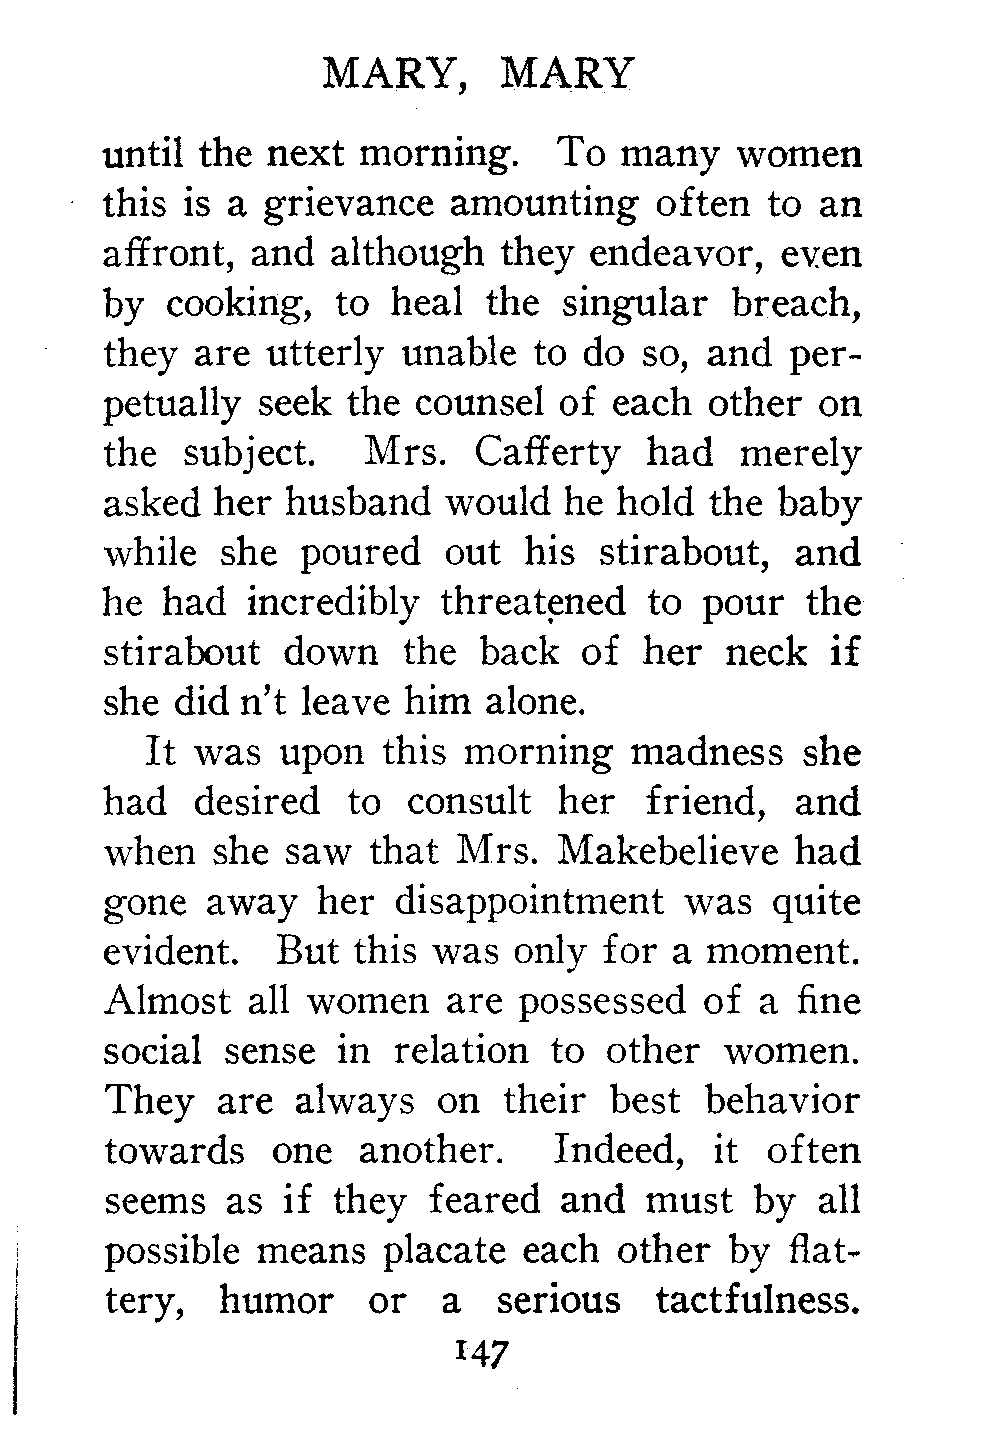 MARY, MARY
until the next morning. To many women
this is a grievance amounting often to an
affront, and although they endeavor, even
by cooking, to heal the singular breach,
they are utterly unable to do so, and per-
petually seek the counsel of each other on
the subject. Mrs. Cafferty had merely
asked her husband would he hold the baby
while she poured out his stirabout, and
he had incredibly threatened to pour the
stirabout down the back of her neck if
she did n't leave him alone.
It was upon this morning madness she
had desired to consult her friend, and
when she saw that Mrs. Makebelieve had
gone away her disappointment was quite
evident. But this was only for a moment.
Almost all women are possessed of a fine
social sense in relation to other women.
They are always on their best behavior
towards one another. Indeed, it often
seems as if they feared and must by all
possible means placate each other by flat-
tery, humor or a serious tactfulness.
147